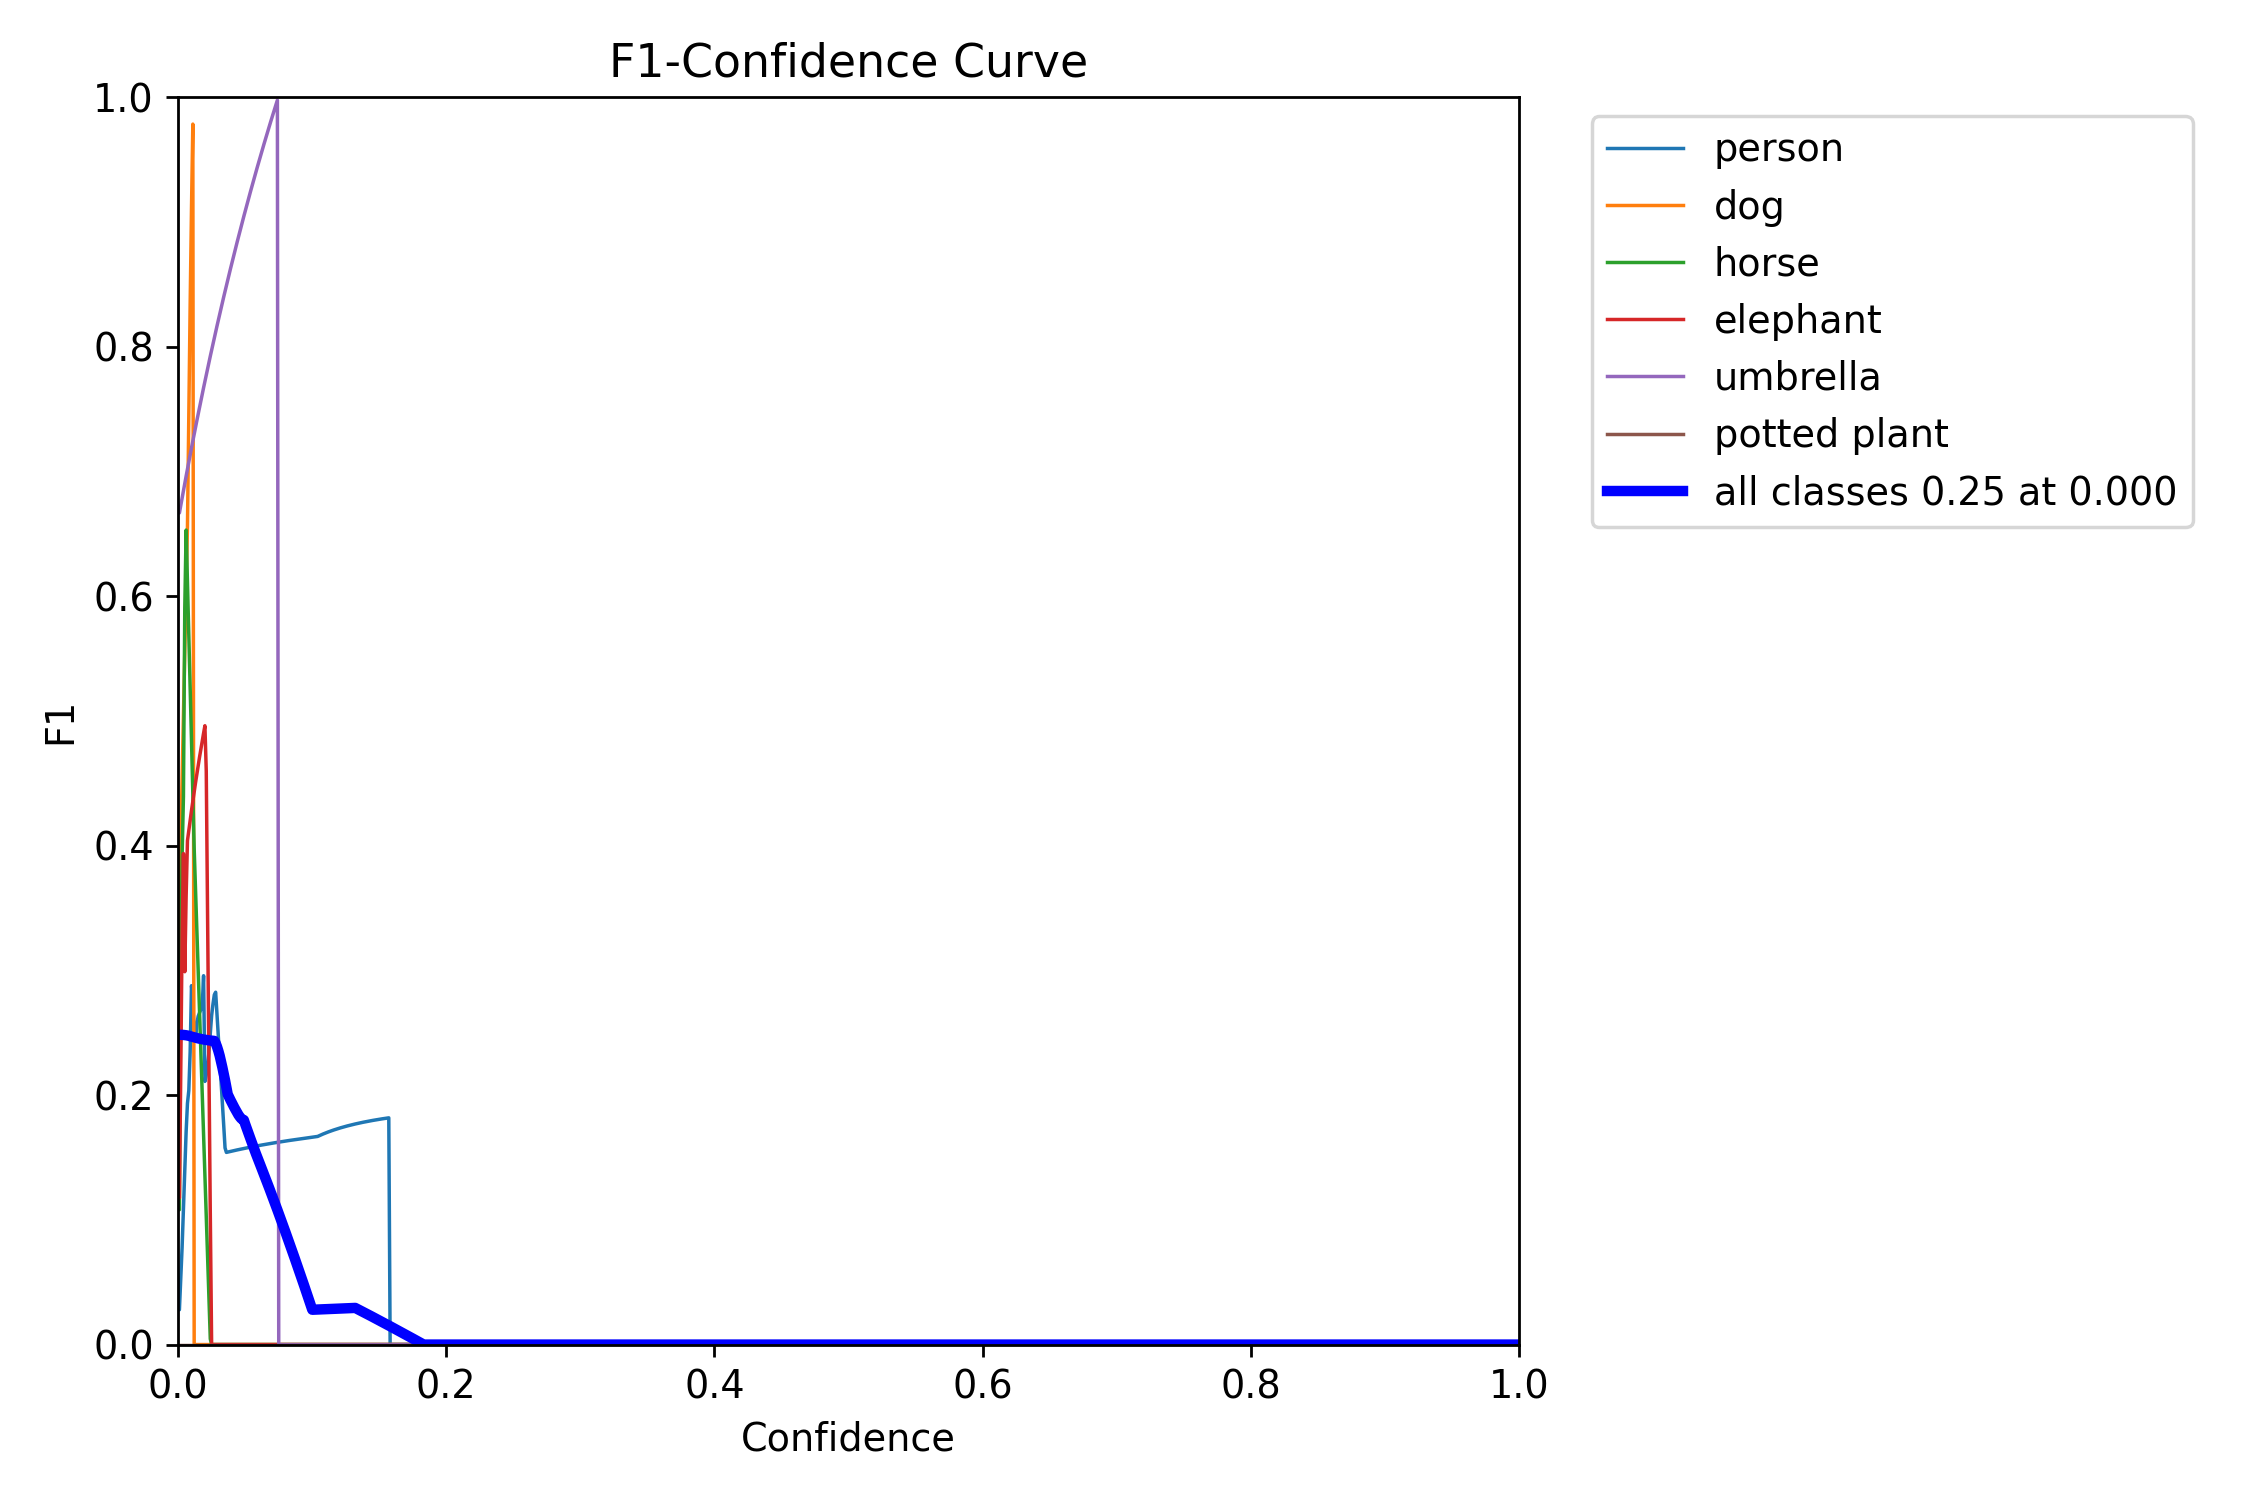 F1-Confidence Curve
1.0
0.8
0.6
0.4
0.2
0.0
F1
0.0 0.2 0.4 0.6 0.8 1.0
Confidence
person
dog
horse
elephant
umbrella
potted plant
all classes 0.25 at 0.000